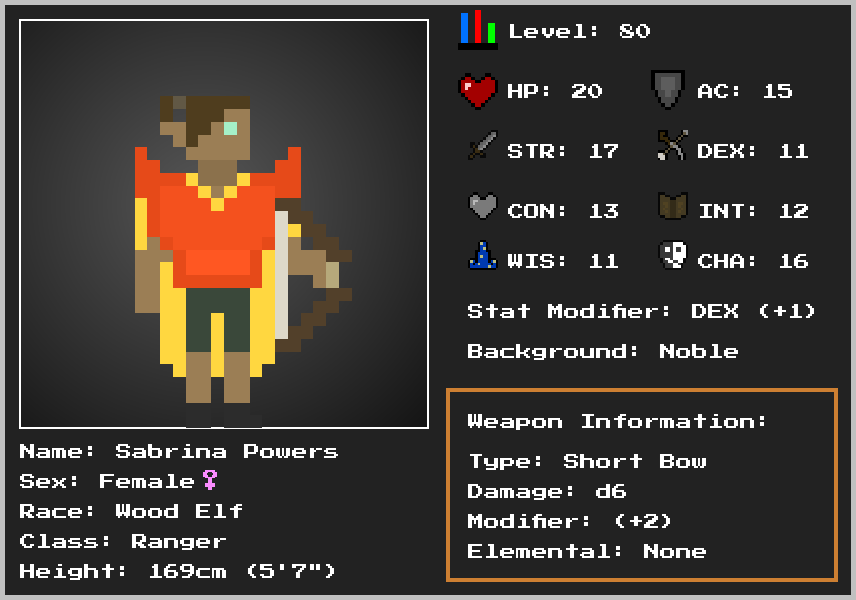 Level: 80
HP: 20 AC: 15
STR: 17 DEX: 11
CON: 13 INT: 12
WIS: 11 CHA: 16
Stat Modifier: DEX (+1)
Background: Noble
Weapon Information:
Type: Short Bow
Damage: d6
Modifier: (+2)
Elemental: None
Name: Sabrina Powers
Sex: Female♀
Race: Wood Elf
Class: Ranger
Height: 169cm (5'7")